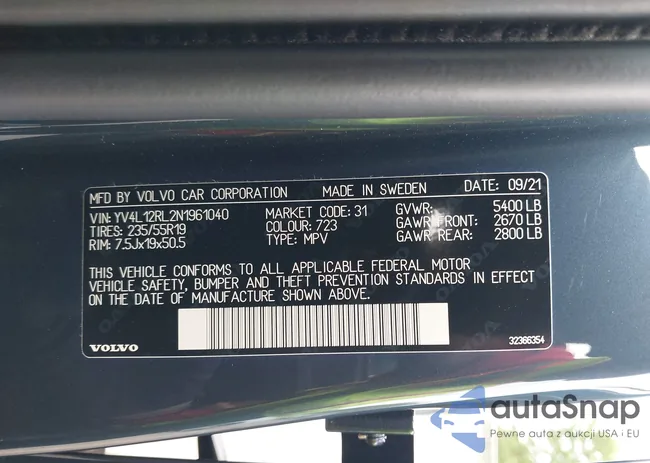 MFD BY VOLVO CAR CORPORATION MADE IN SWEDEN DATE: 09/21
VIN: YV4L12RL2N1961040 MARKET CODE: 31 GVWR: 5400 LB
TIRES: 235/55R19 COLOUR: 723 GAWR FRONT: 2670 LB
RIM: 7.5Jx19x50.5 TYPE: MPV GAWR REAR: 2800 LB
THIS VEHICLE CONFORMS TO ALL APPLICABLE FEDERAL MOTOR
VEHICLE SAFETY, BUMPER AND THEFT PREVENTION STANDARDS IN EFFECT
ON THE DATE OF MANUFACTURE SHOWN ABOVE.
VOLVO 32366354
autoSnap
Pewne auta z aukcji USA i EU